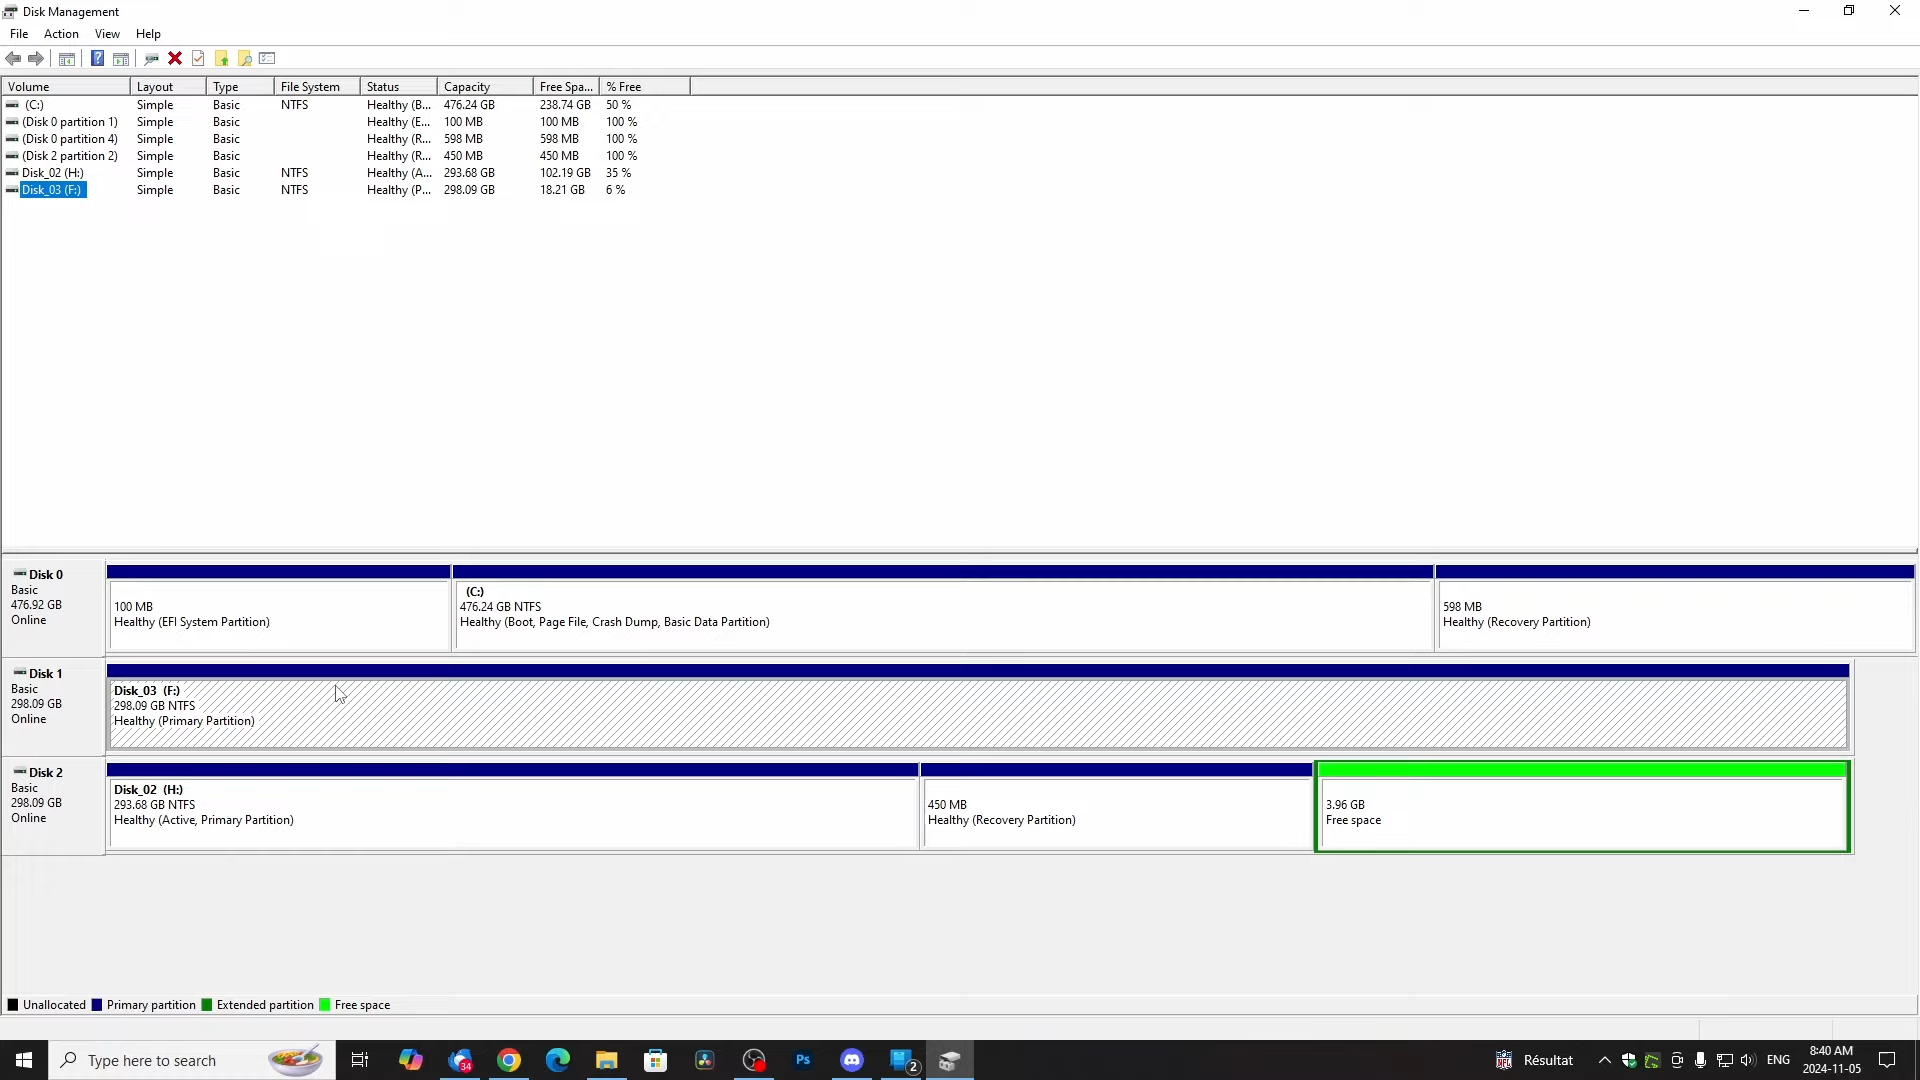 Disk Management
File Action View Help
Volume Layout Type File System Status Capacity Free Spa... % Free
(C:) Simple Basic NTFS Healthy (B... 476.24 GB 238.74 GB 50 %
(Disk 0 partition 1) Simple Basic Healthy (E... 100 MB 100 MB 100 %
(Disk 0 partition 4) Simple Basic Healthy (R... 598 MB 598 MB 100 %
(Disk 2 partition 2) Simple Basic Healthy (R... 450 MB 450 MB 100 %
Disk_02 (H:) Simple Basic NTFS Healthy (A... 293.68 GB 102.19 GB 35 %
Disk_03 (F:) Simple Basic NTFS Healthy (P... 298.09 GB 18.21 GB 6 %
Disk 0
Basic
476.92 GB
Online
100 MB
Healthy (EFI System Partition)
(C:)
476.24 GB NTFS
Healthy (Boot, Page File, Crash Dump, Basic Data Partition)
598 MB
Healthy (Recovery Partition)
Disk 1
Basic
298.09 GB
Online
Disk_03 (F:)
298.09 GB NTFS
Healthy (Primary Partition)
Disk 2
Basic
298.09 GB
Online
Disk_02 (H:)
293.68 GB NTFS
Healthy (Active, Primary Partition)
450 MB
Healthy (Recovery Partition)
3.96 GB
Free space
Unallocated Primary partition Extended partition Free space
Type here to search
34
Ps
2
Résultat
ENG
8:40 AM
2024-11-05